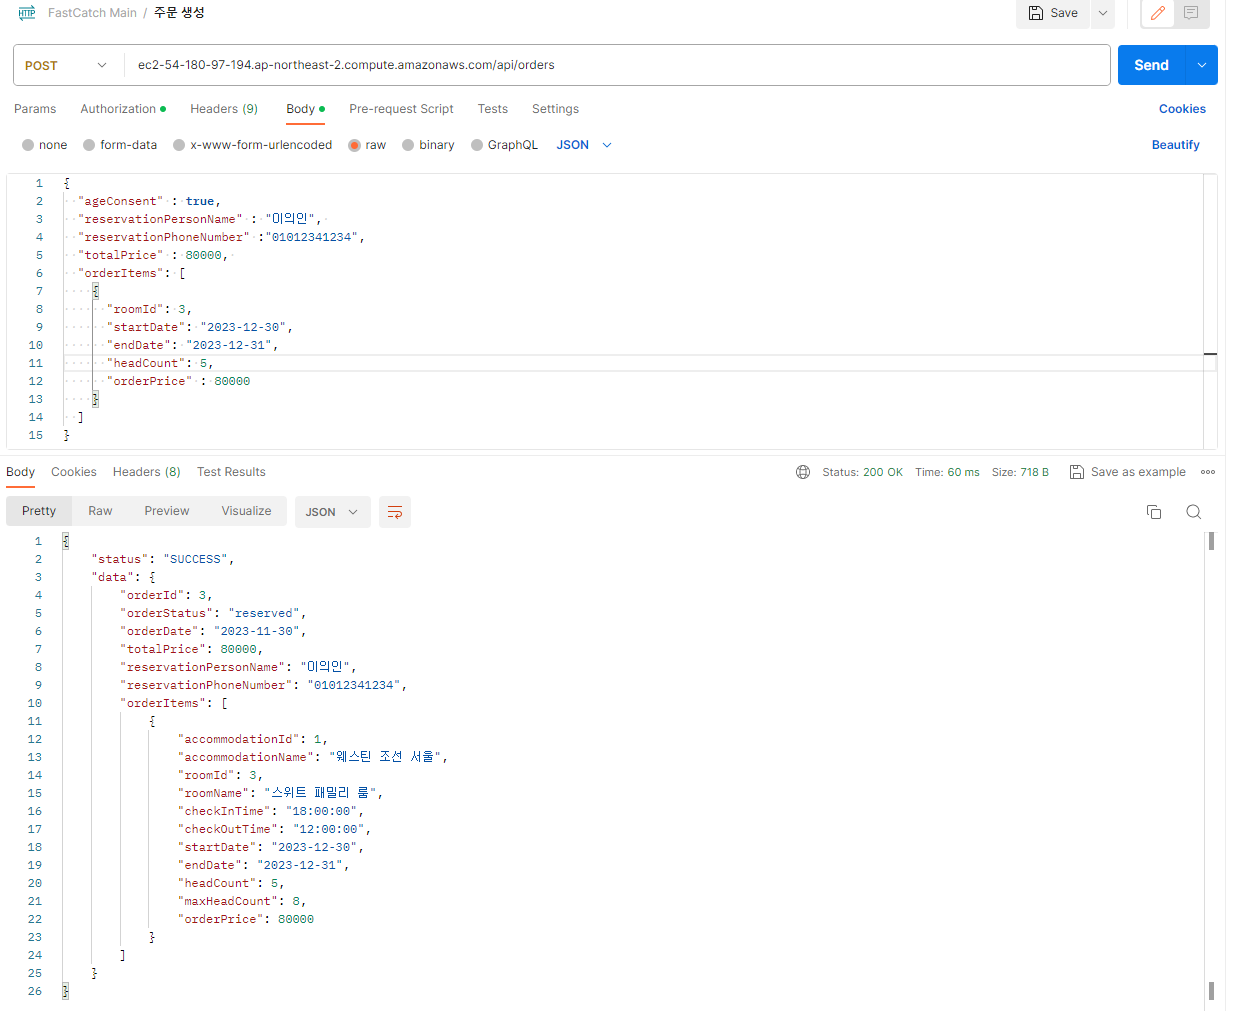 HTTP FastCatch Main / 주문 생성 Save
POST ec2-54-180-97-194.ap-northeast-2.compute.amazonaws.com/api/orders Send
Params Authorization Headers (9) Body Pre-request Script Tests Settings Cookies
none form-data x-www-form-urlencoded raw binary GraphQL JSON Beautify
1 {
2 "ageConsent" : true,
3 "reservationPersonName" : "이의인",
4 "reservationPhoneNumber" :"01012341234",
5 "totalPrice" : 80000,
6 "orderItems": [
7 {
8 "roomId": 3,
9 "startDate": "2023-12-30",
10 "endDate": "2023-12-31",
11 "headCount": 5,
12 "orderPrice" : 80000
13 }
14 ]
15 }
Body Cookies Headers (8) Test Results Status: 200 OK Time: 60 ms Size: 718 B Save as example
Pretty Raw Preview Visualize JSON
1 {
2 "status": "SUCCESS",
3 "data": {
4 "orderId": 3,
5 "orderStatus": "reserved",
6 "orderDate": "2023-11-30",
7 "totalPrice": 80000,
8 "reservationPersonName": "이의인",
9 "reservationPhoneNumber": "01012341234",
10 "orderItems": [
11 {
12 "accommodationId": 1,
13 "accommodationName": "웨스틴 조선 서울",
14 "roomId": 3,
15 "roomName": "스위트 패밀리 룸",
16 "checkInTime": "18:00:00",
17 "checkOutTime": "12:00:00",
18 "startDate": "2023-12-30",
19 "endDate": "2023-12-31",
20 "headCount": 5,
21 "maxHeadCount": 8,
22 "orderPrice": 80000
23 }
24 ]
25 }
26 }